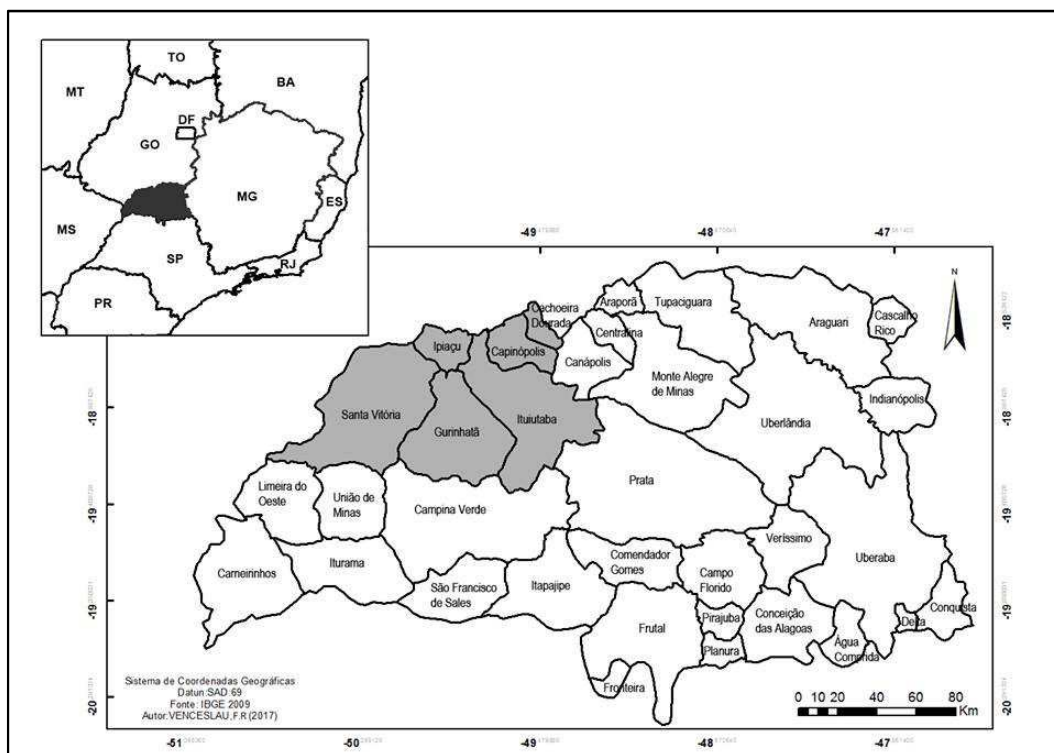 TO
MT
BA
DF
GO
MG
ES
MS
SP
RJ
PR
-49
-48
-47
N
Cachoeira
Dourada
Araporã
Tupaciguara
Araguari
Cascalho
Rico
-18
-18
Ipiaçu
Capinópolis
Centralina
Canápolis
Monte Alegre
de Minas
Indianópolis
-18
-18
Santa Vitória
Gurinhatã
Ituiutaba
Uberlândia
Prata
Limeira do
Oeste
União de
Minas
Campina Verde
-19
-19
Veríssimo
Uberaba
Carneirinhos
Iturama
São Francisco
de Sales
Itapajipe
Comendador
Gomes
Campo
Florido
-19
-19
Frutal
Pirajuba
Conceição
das Alagoas
Delta
Conquista
Planura
Água
Comprida
Fronteira
Sistema de Coordenadas Geográficas
Datun:SAD 69
Fonte: IBGE 2009
Autor:VENCESLAU,F.R (2017)
-20
-20
0 10 20 40 60 80
Km
-51
-50
-49
-48
-47